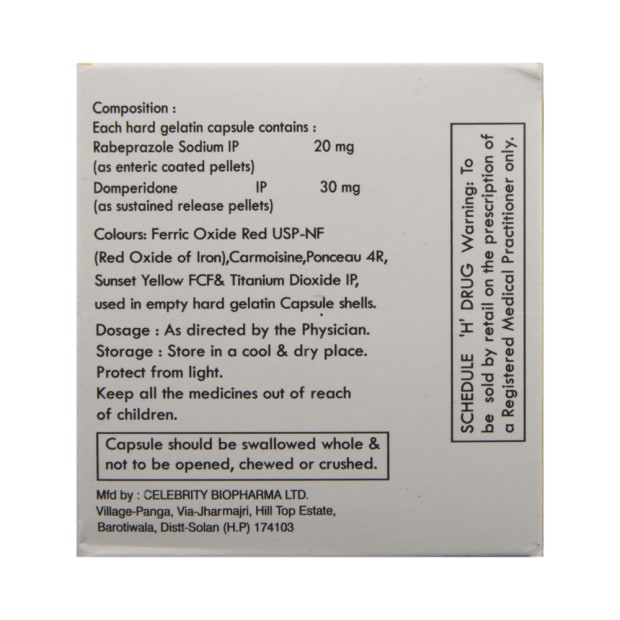 Composition :
Each hard gelatin capsule contains :
Rabeprazole Sodium IP 20 mg
(as enteric coated pellets)
Domperidone IP 30 mg
(as sustained release pellets)
Colours: Ferric Oxide Red USP-NF
(Red Oxide of Iron),Carmoisine,Ponceau 4R,
Sunset Yellow FCF& Titanium Dioxide IP,
used in empty hard gelatin Capsule shells.
Dosage : As directed by the Physician.
Storage : Store in a cool & dry place.
Protect from light.
Keep all the medicines out of reach
of children.
Capsule should be swallowed whole &
not to be opened, chewed or crushed.
Mfd by : CELEBRITY BIOPHARMA LTD.
Village-Panga, Via-Jharmajri, Hill Top Estate,
Barotiwala, Distt-Solan (H.P) 174103
SCHEDULE 'H' DRUG Warning: To
be sold by retail on the prescription of
a Registered Medical Practitioner only.